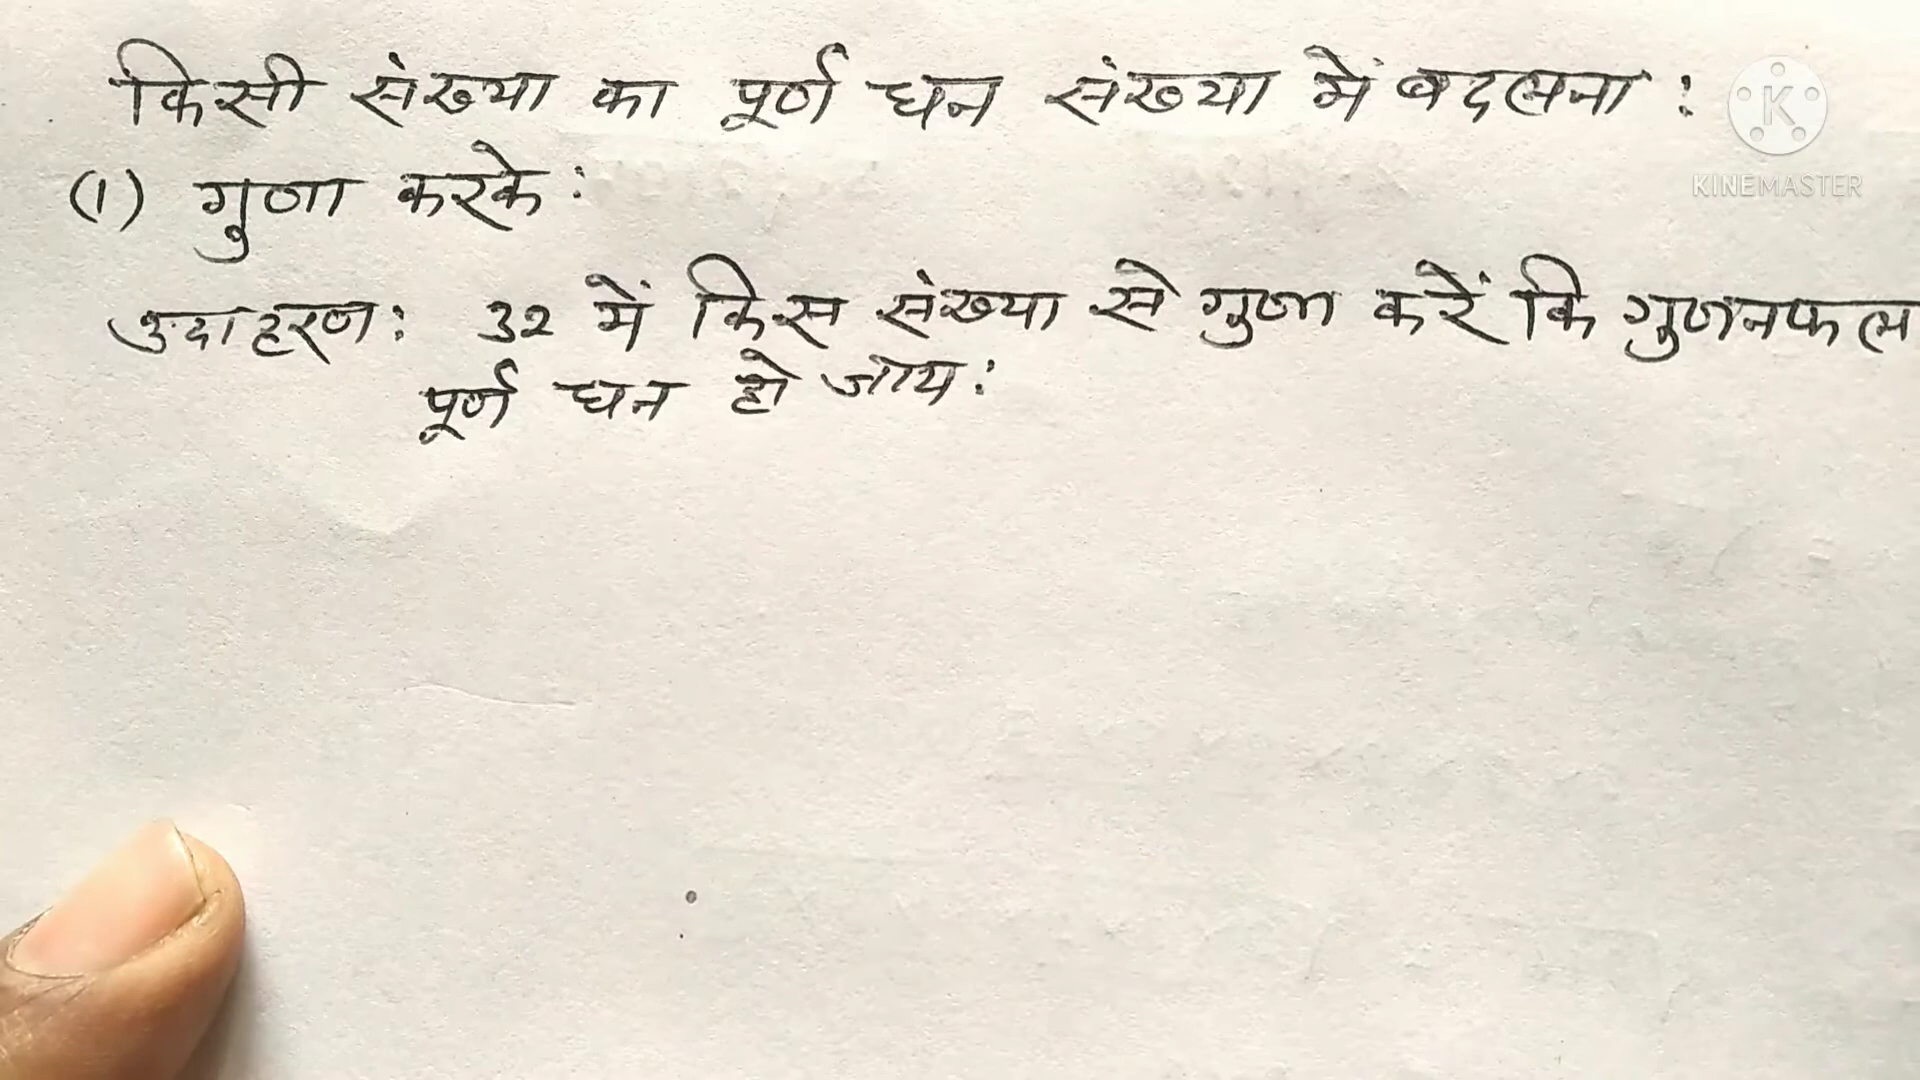 किसी संख्या का पूर्ण घन संख्या में बदलना :
(1) गुणा करके :
उदाहरण : 32 में किस संख्या से गुणा करें कि गुणनफल
पूर्ण घन हो जाय :
K
KINEMASTER